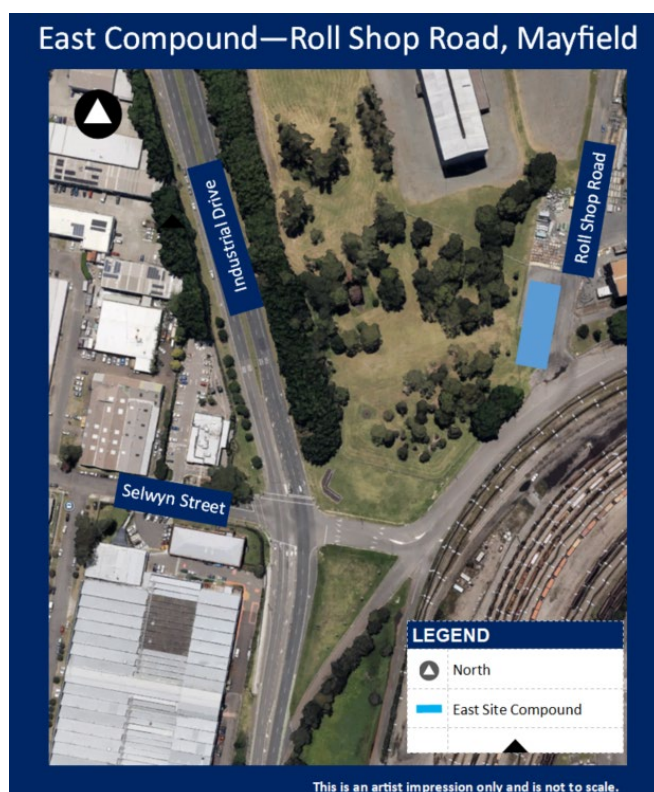 East Compound—Roll Shop Road, Mayfield
Industrial Drive
Roll Shop Road
Selwyn Street
LEGEND
North
East Site Compound
This is an artist impression only and is not to scale.